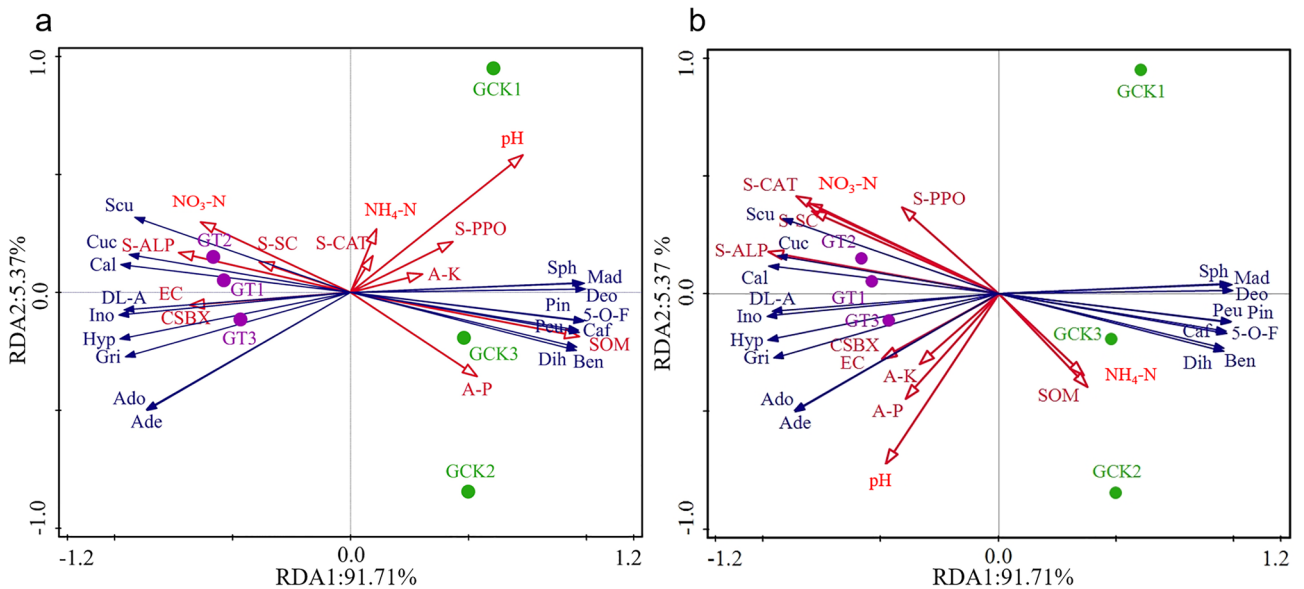 a
1.0
0.0
-1.0
RDA2:5.37%
GCK1
pH
Scu
NO3-N
NH4-N
S-PPO
Cuc
S-ALP
GT2
S-SC
S-CAT
Cal
A-K
Sph
Mad
DL-A
EC
GT1
Deo
Ino
CSBX
Pin
5-O-F
Hyp
GT3
Peu
Caf
Gri
GCK3
SOM
Dih
Ben
A-P
Ado
Ade
GCK2
-1.2
0.0
1.2
RDA1:91.71%
b
1.0
0.0
-1.0
RDA2:5.37 %
GCK1
S-CAT
NO3-N
S-PPO
Scu
S-SC
S-ALP
Cuc
GT2
Cal
Sph
Mad
DL-A
GT1
Deo
Ino
GT3
Peu
Pin
Hyp
CSBX
GCK3
Caf
5-O-F
Gri
EC
Dih
Ben
A-K
NH4-N
Ado
A-P
SOM
Ade
pH
GCK2
-1.2
0.0
1.2
RDA1:91.71%